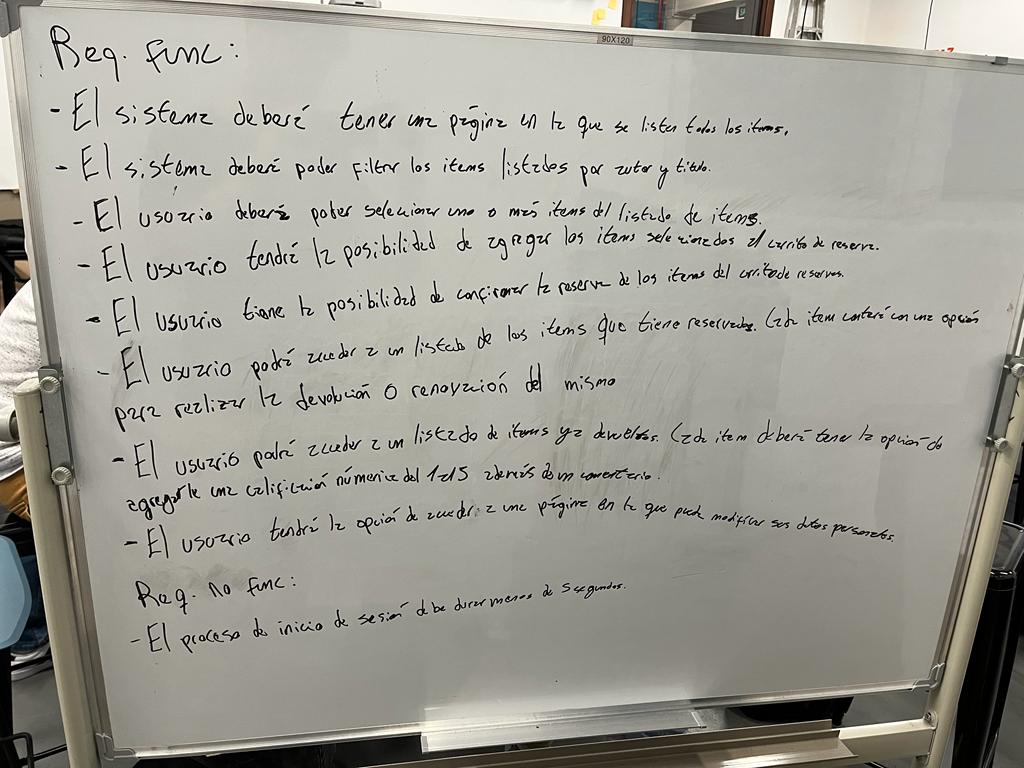 90X120
Req. func:
- El sistema deberá tener una página en la que se listen todos los items.
- El sistema deberá poder filtrar los items listados por autor y titulo.
- El usuario deberá poder seleccionar uno o más items del listado de items.
- El usuario tendrá la posibilidad de agregar los items seleccionados al carrito de reserva.
- El usuario tiene la posibilidad de confirmar la reserva de los items del carrito de reservas.
- El usuario podrá acceder a un listado de los items que tiene reservados. Cada item contará con una opción
para realizar la devolución o renovación del mismo
- El usuario podrá acceder a un listado de items ya devueltos. Cada item deberá tener la opción de
agregarle una calificación númerica del 1 al 5 además de un comentario.
- El usuario tendrá la opción de acceder a una página en la que puede modificar sus datos personales.
Req. no func:
- El proceso de inicio de sesión debe durar menos de 5 segundos.